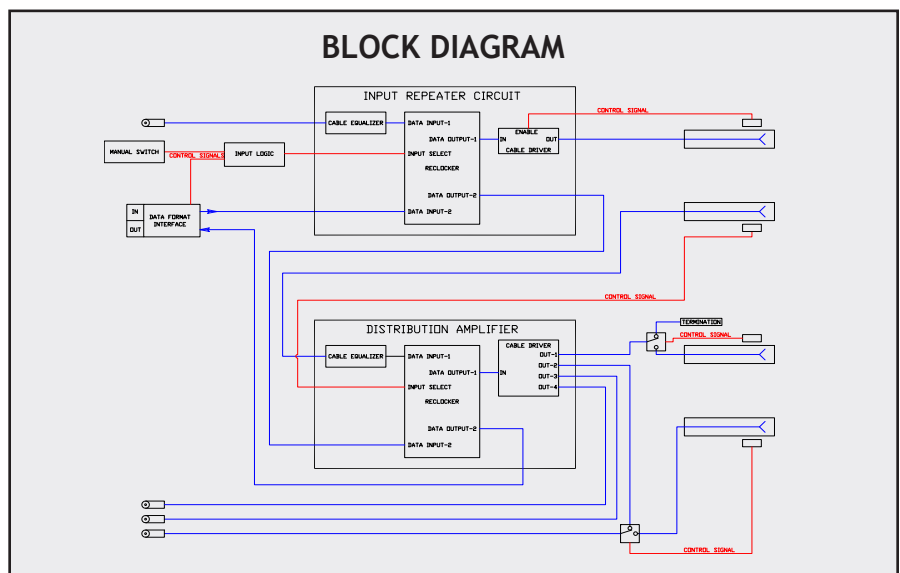 BLOCK DIAGRAM
INPUT REPEATER CIRCUIT
CONTROL SIGNAL
CABLE EQUALIZER
DATA INPUT-1
DATA OUTPUT-1
IN
ENABLE
OUT
CABLE DRIVER
MANUAL SWITCH
CONTROL SIGNALS
INPUT LOGIC
INPUT SELECT
RECLOCKER
DATA OUTPUT-2
DATA INPUT-2
IN
OUT
DATA FORMAT
INTERFACE
CONTROL SIGNAL
DISTRIBUTION AMPLIFIER
TERMINATION
CONTROL SIGNAL
CABLE EQUALIZER
DATA INPUT-1
DATA OUTPUT-1
INPUT SELECT
RECLOCKER
DATA OUTPUT-2
DATA INPUT-2
CABLE DRIVER
IN
OUT-1
OUT-2
OUT-3
OUT-4
CONTROL SIGNAL